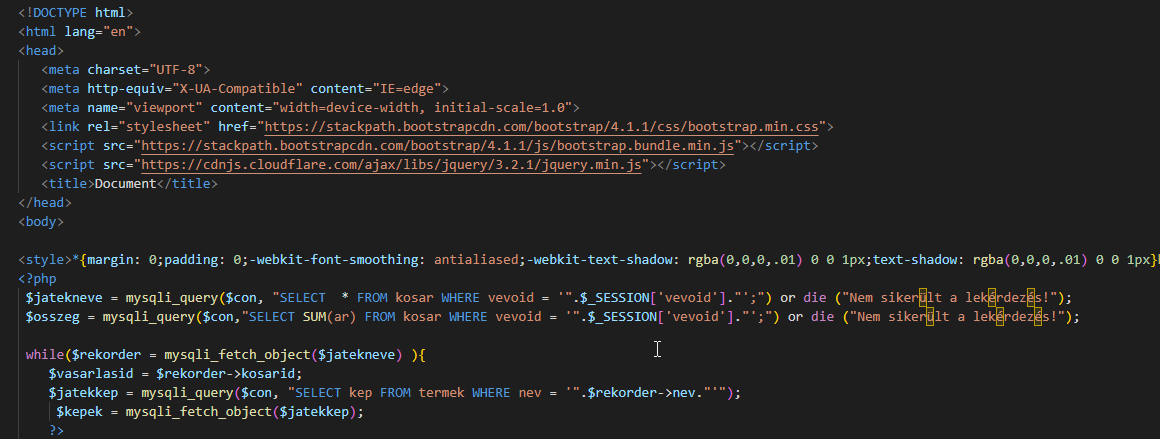 <!DOCTYPE html>
<html lang="en">
<head>
<meta charset="UTF-8">
<meta http-equiv="X-UA-Compatible" content="IE=edge">
<meta name="viewport" content="width=device-width, initial-scale=1.0">
<link rel="stylesheet" href="https://stackpath.bootstrapcdn.com/bootstrap/4.1.1/css/bootstrap.min.css">
<script src="https://stackpath.bootstrapcdn.com/bootstrap/4.1.1/js/bootstrap.bundle.min.js"></script>
<script src="https://cdnjs.cloudflare.com/ajax/libs/jquery/3.2.1/jquery.min.js"></script>
<title>Document</title>
</head>
<body>
<style>*{margin: 0;padding: 0;-webkit-font-smoothing: antialiased;-webkit-text-shadow: rgba(0,0,0,.01) 0 0 1px;text-shadow: rgba(0,0,0,.01) 0 0 1px}
<?php
$jatekneve = mysqli_query($con, "SELECT  * FROM kosar WHERE vevoid = '".$_SESSION['vevoid']."';") or die ("Nem sikerült a lekérdezés!");
$osszeg = mysqli_query($con,"SELECT SUM(ar) FROM kosar WHERE vevoid = '".$_SESSION['vevoid']."';") or die ("Nem sikerült a lekérdezés!");
while($rekorder = mysqli_fetch_object($jatekneve) ){
$vasarlasid = $rekorder->kosarid;
$jatekkep = mysqli_query($con, "SELECT kep FROM termek WHERE nev = '".$rekorder->nev."'");
$kepek = mysqli_fetch_object($jatekkep);
?>